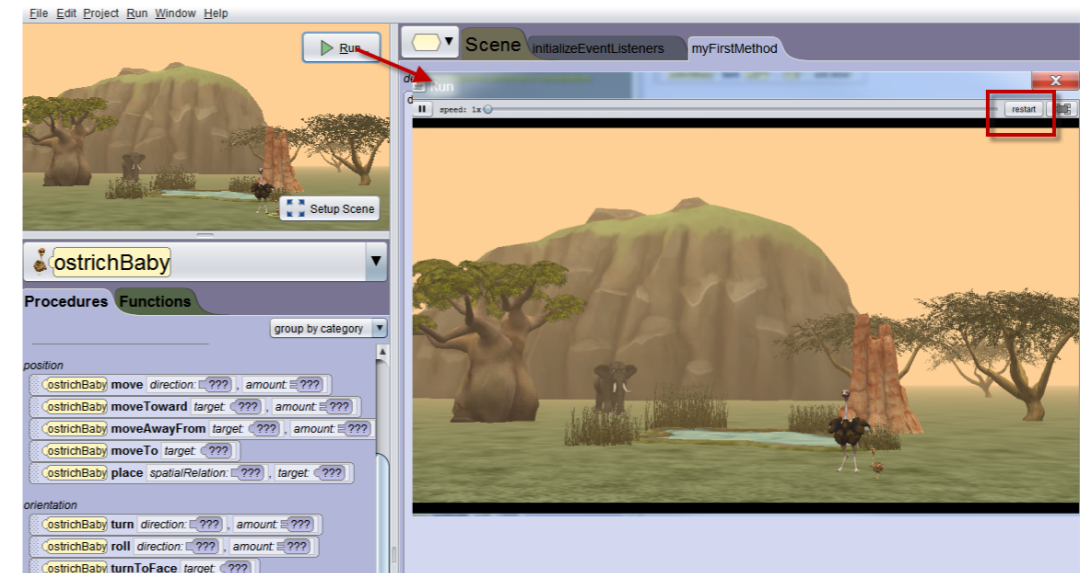 File Edit Project Run Window Help
Run...
Scene initializeEventListeners myFirstMethod
Run
speed: 1x restart
Setup Scene
ostrichBaby
Procedures Functions
group by category
position
ostrichBaby move direction: ??? , amount: ???
ostrichBaby moveToward target: ??? , amount: ???
ostrichBaby moveAwayFrom target: ??? , amount: ???
ostrichBaby moveTo target: ???
ostrichBaby place spatialRelation: ??? , target: ???
orientation
ostrichBaby turn direction: ??? , amount: ???
ostrichBaby roll direction: ??? , amount: ???
ostrichBaby turnToFace target: ???